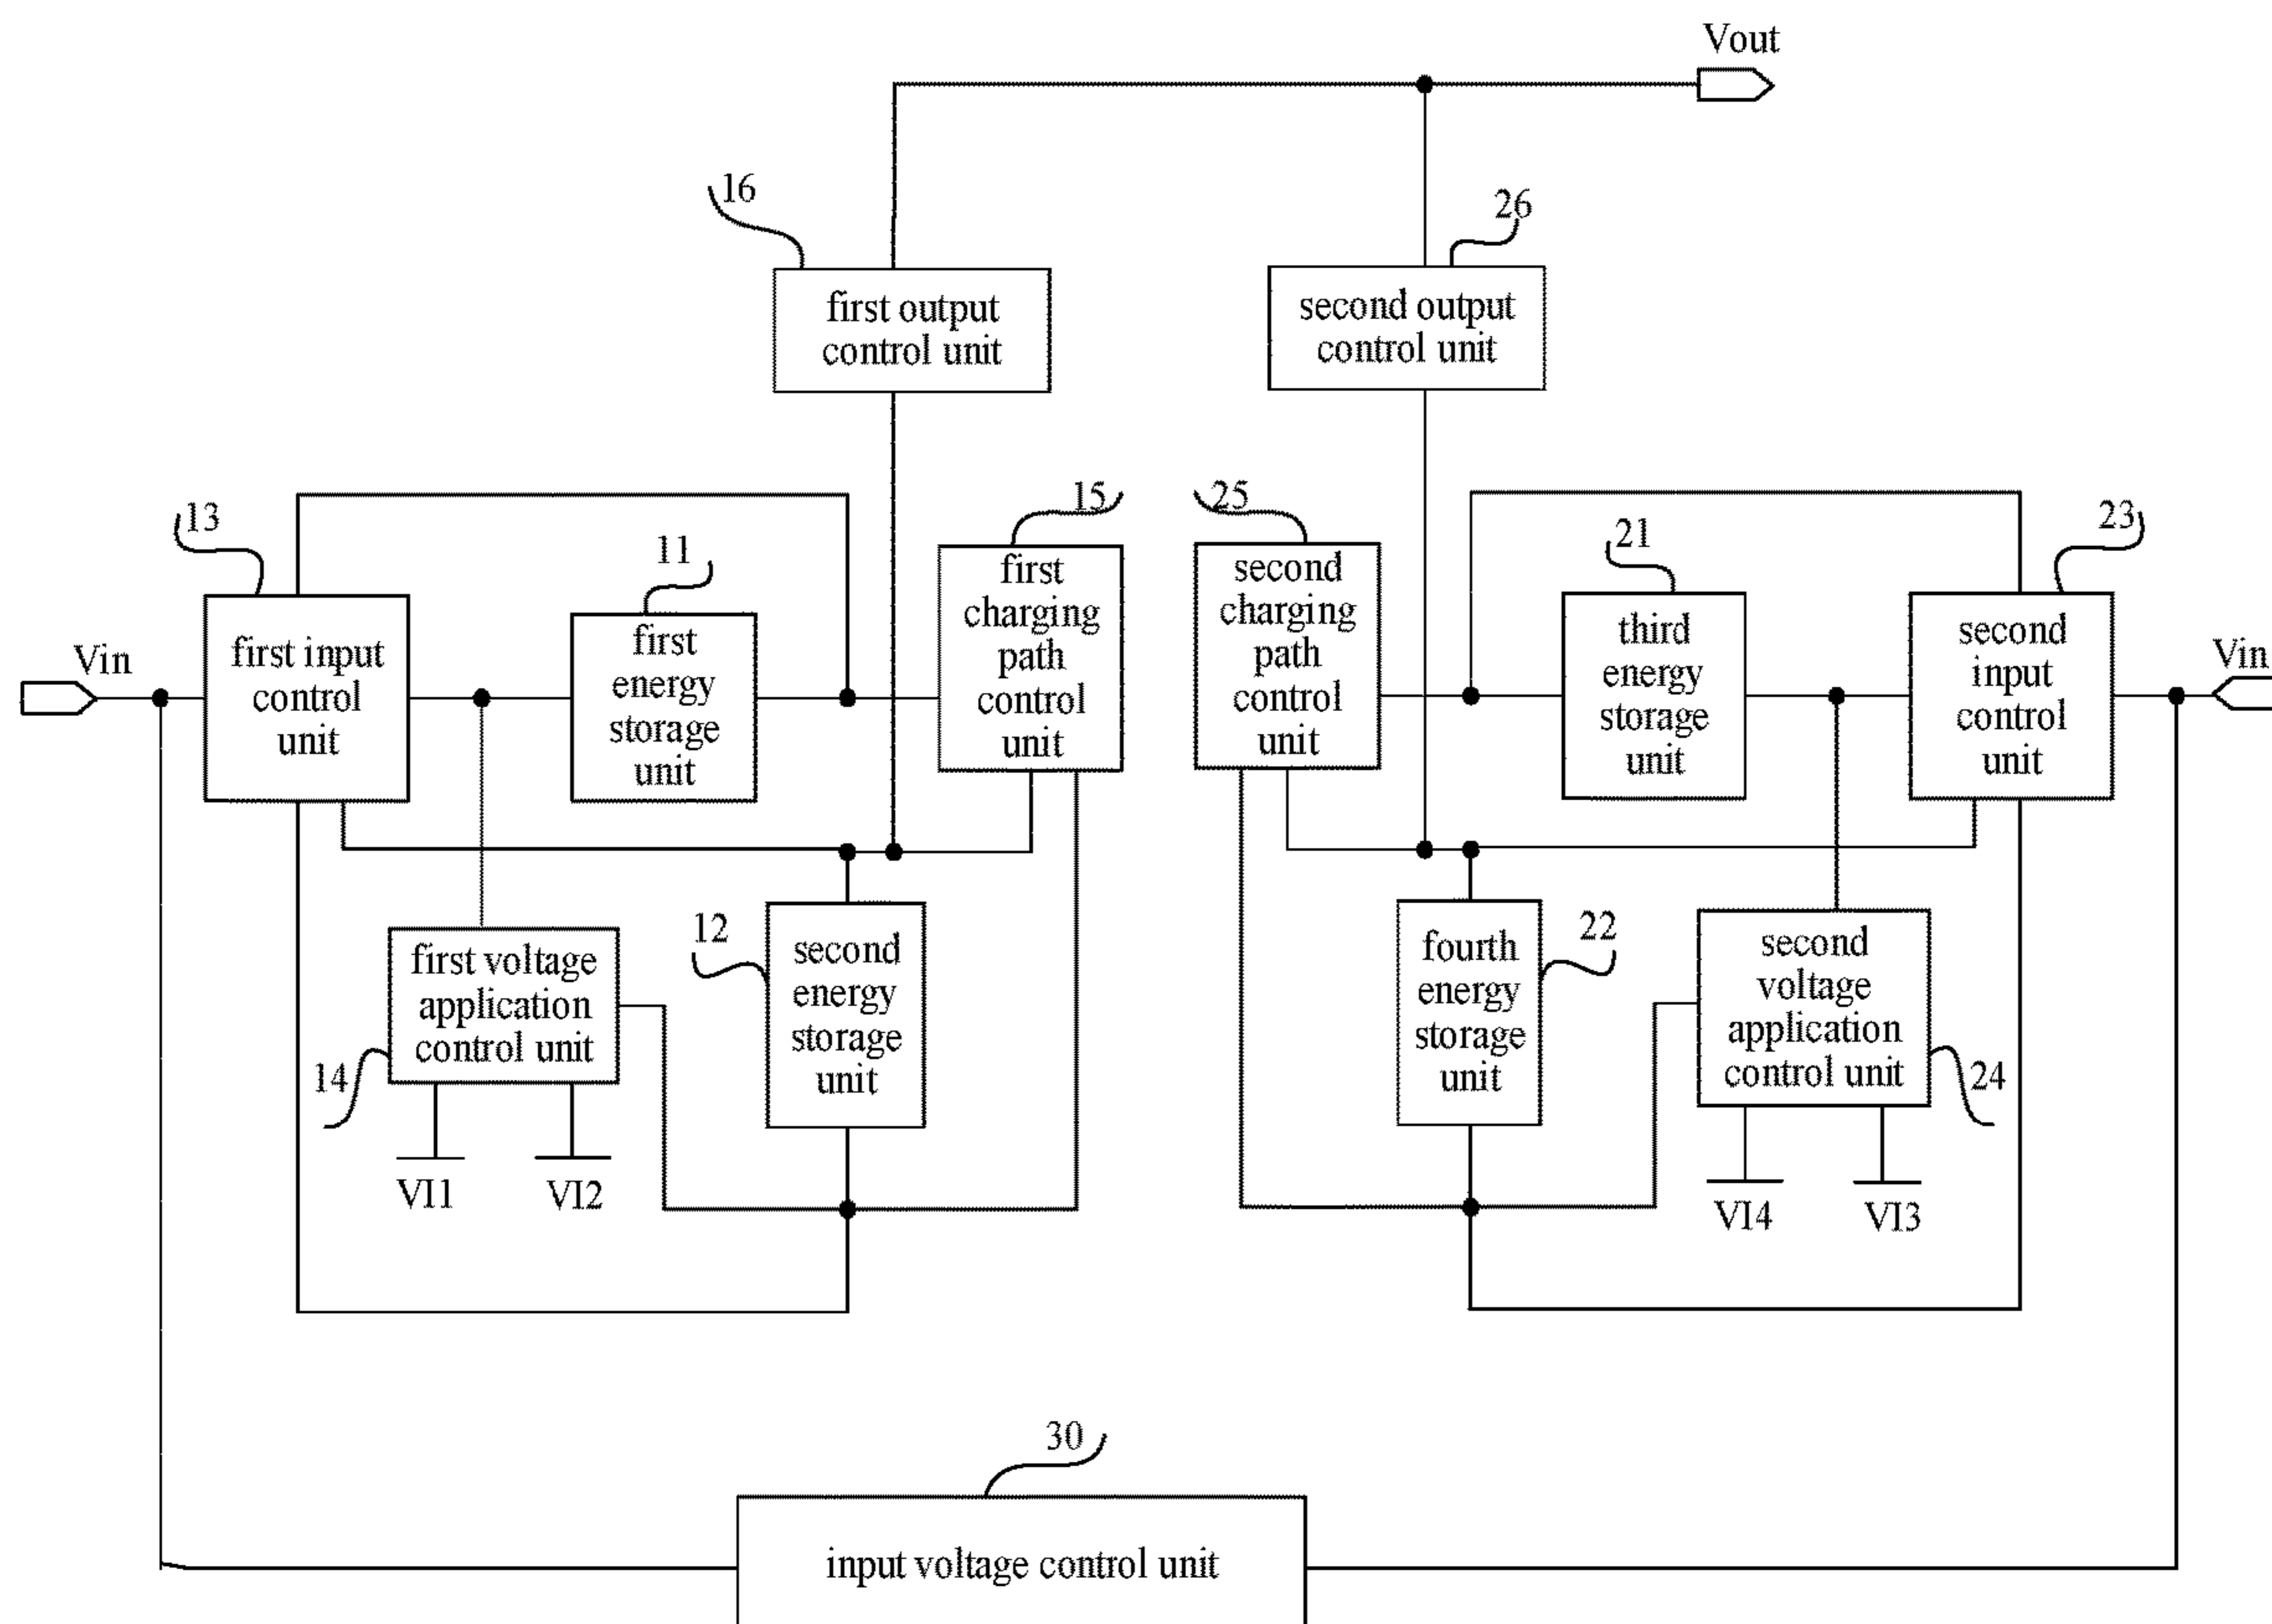 Vout
16
26
first output
control unit
second output
control unit
13
11
15
25
21
23
Vin
first input
control
unit
first
energy
storage
unit
first
charging
path
control
unit
second
charging
path
control
unit
third
energy
storage
unit
second
input
control
unit
Vin
14
first voltage
application
control unit
12
second
energy
storage
unit
fourth
energy
storage
unit
22
second
voltage
application
control unit
24
VI1
VI2
VI4
VI3
30
input voltage control unit